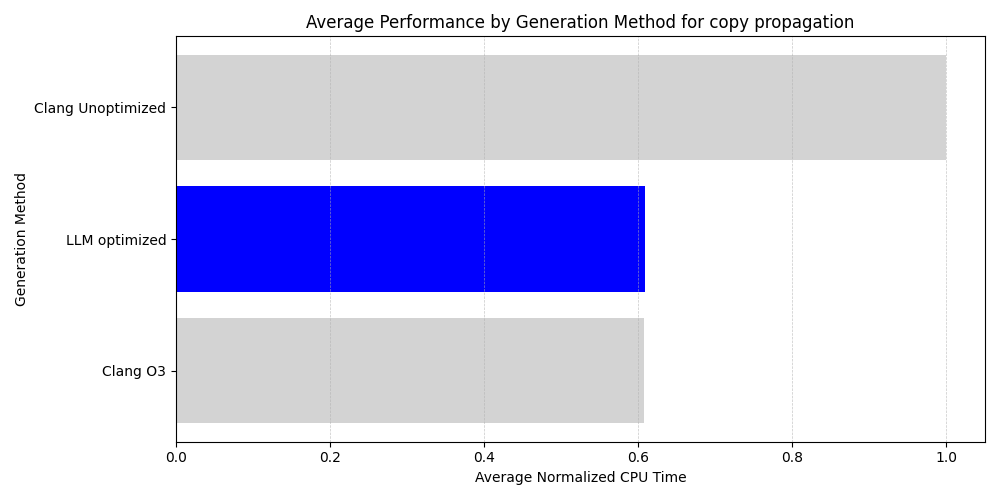 Average Performance by Generation Method for copy propagation
Generation Method
Clang Unoptimized
LLM optimized
Clang O3
0.0 0.2 0.4 0.6 0.8 1.0
Average Normalized CPU Time